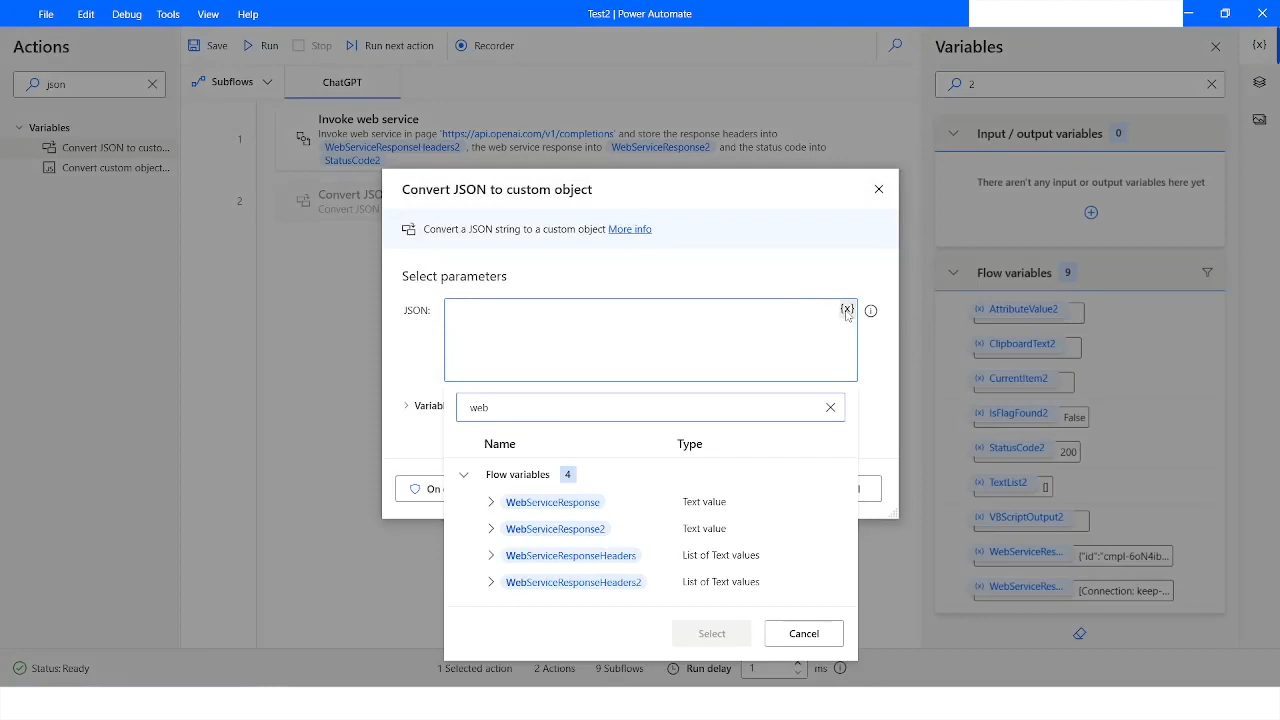 File Edit Debug Tools View Help Test2 | Power Automate
Actions
json
Variables
Convert JSON to custo...
Convert custom object...
Save Run Stop Run next action Recorder
Subflows ChatGPT
1
Invoke web service
Invoke web service in page 'https://api.openai.com/v1/completions' and store the response headers into
WebServiceResponseHeaders2 , the web service response into WebServiceResponse2 and the status code into
StatusCode2
2
Convert JSO
Convert JSON
Convert JSON to custom object
Convert a JSON string to a custom object More info
Select parameters
JSON:
{x}
Variabl
On
web
Name Type
Flow variables 4
WebServiceResponse Text value
WebServiceResponse2 Text value
WebServiceResponseHeaders List of Text values
WebServiceResponseHeaders2 List of Text values
Select Cancel
Variables
{x}
2
Input / output variables 0
There aren't any input or output variables here yet
Flow variables 9
{x} AttributeValue2
{x} ClipboardText2
{x} CurrentItem2
{x} IsFlagFound2 False
{x} StatusCode2 200
{x} TextList2 []
{x} VBScriptOutput2
{x} WebServiceRes... {"id":"cmpl-6oN4ib...
{x} WebServiceRes... [Connection: keep-...
Status: Ready 1 Selected action 2 Actions 9 Subflows Run delay 1 ms